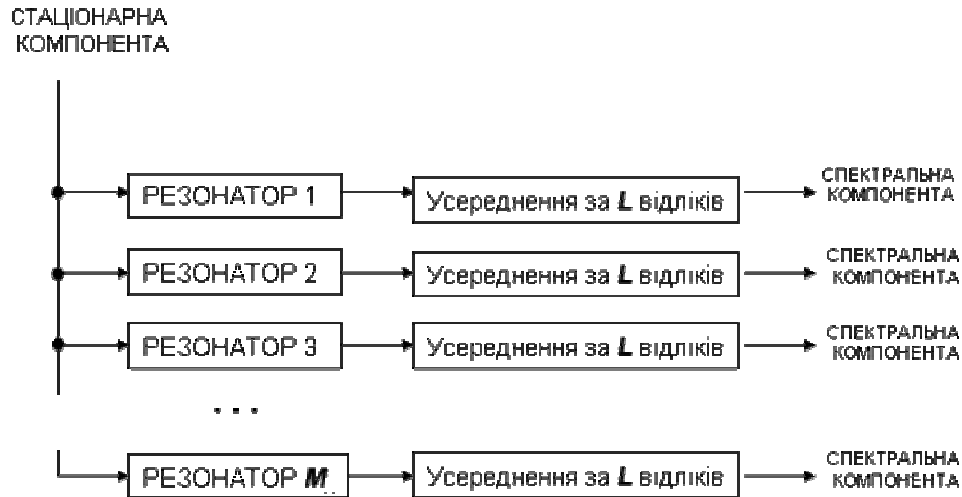 СТАЦІОНАРНА
КОМПОНЕНТА
РЕЗОНАТОР 1
Усереднення за L відліків
СПЕКТРАЛЬНА
КОМПОНЕНТА
РЕЗОНАТОР 2
Усереднення за L відліків
СПЕКТРАЛЬНА
КОМПОНЕНТА
РЕЗОНАТОР 3
Усереднення за L відліків
СПЕКТРАЛЬНА
КОМПОНЕНТА
...
РЕЗОНАТОР M
Усереднення за L відліків
СПЕКТРАЛЬНА
КОМПОНЕНТА